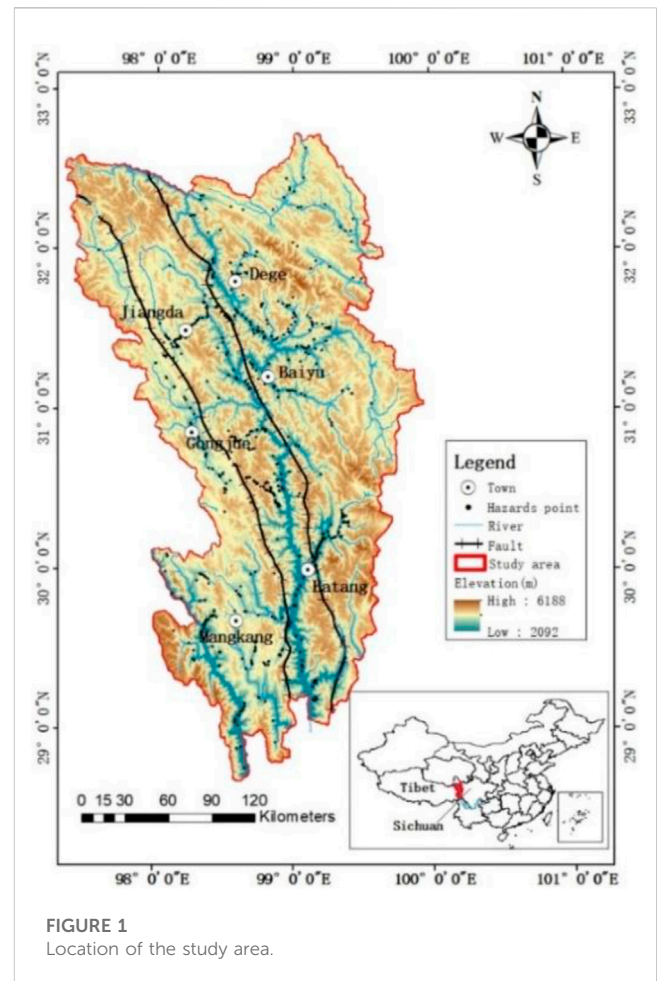 98° 0′0″E 99° 0′0″E 100° 0′0″E 101° 0′0″E
33° 0′0″N
33° 0′0″N
N
W E
S
32° 0′0″N
32° 0′0″N
Dege
Jiangda
Baiyu
31° 0′0″N
31° 0′0″N
Gongjue
Legend
Town
Hazards point
River
Fault
Study area
Elevation(m)
High : 6188
Low : 2092
30° 0′0″N
30° 0′0″N
Batang
Mangkang
29° 0′0″N
29° 0′0″N
Tibet
Sichuan
0 15 30 60 90 120
Kilometers
98° 0′0″E 99° 0′0″E 100° 0′0″E 101° 0′0″E
FIGURE 1
Location of the study area.